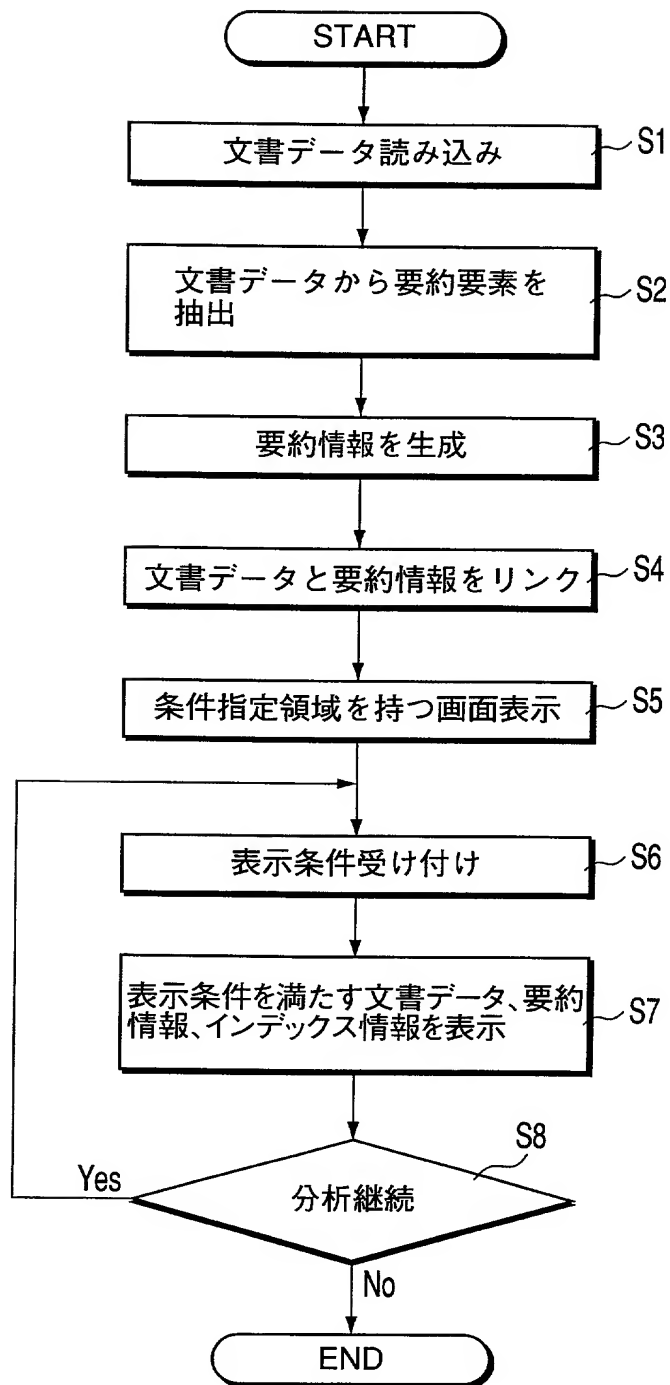 START
文書データ読み込み
S1
文書データから要約要素を
抽出
S2
要約情報を生成
S3
文書データと要約情報をリンク
S4
条件指定領域を持つ画面表示
S5
表示条件受け付け
S6
表示条件を満たす文書データ、要約
情報、インデックス情報を表示
S7
S8
分析継続
Yes
No
END